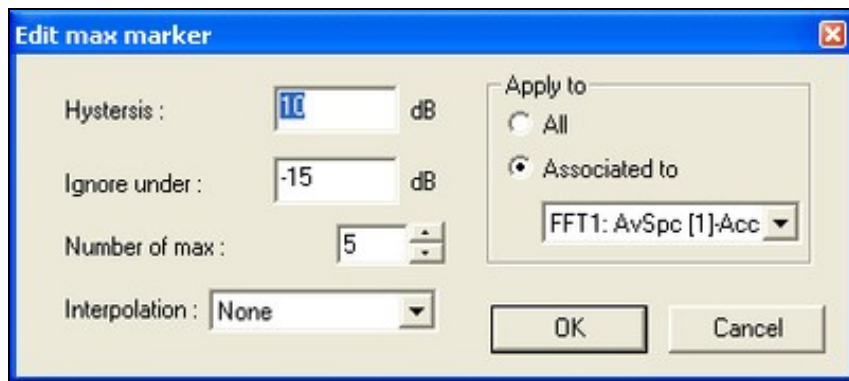 Edit max marker
Hystersis : 10 dB
Ignore under : -15 dB
Number of max : 5
Interpolation : None
Apply to
All
Associated to
FFT1: AvSpc [1]-Acc
OK Cancel